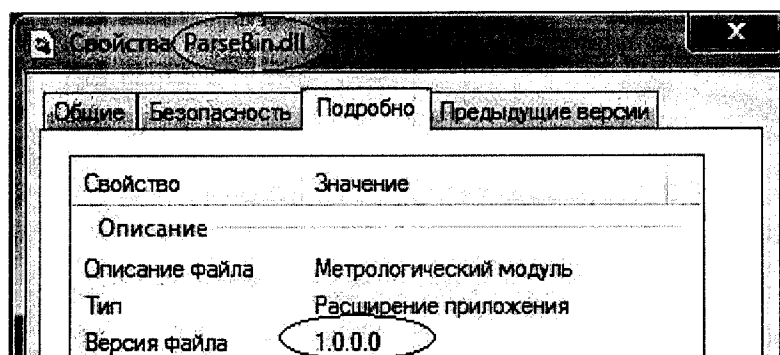 Свойства: ParseBin.dll
x
Общие Безопасность Подробно Предыдущие версии
Свойство Значение
Описание
Описание файла Метрологический модуль
Тип Расширение приложения
Версия файла 1.0.0.0